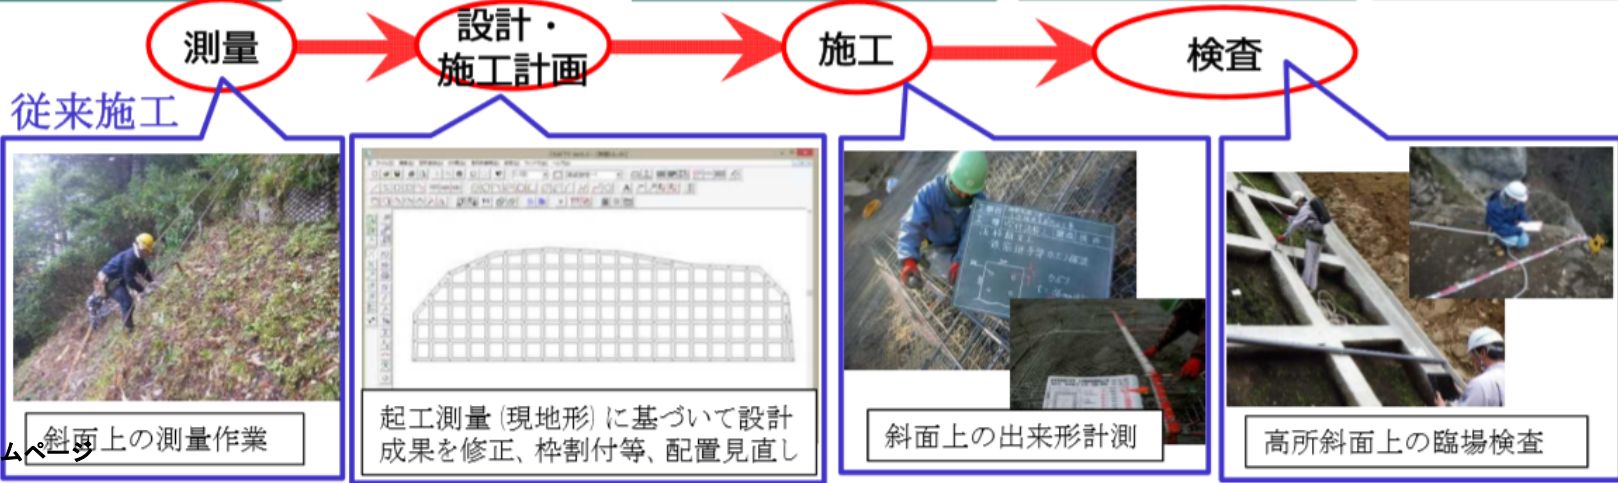 測量
設計・
施工計画
施工
検査
従来施工
斜面上の測量作業
ムページ
起工測量(現地形)に基づいて設計
成果を修正、枠割付等、配置見直し
斜面上の出来形計測
高所斜面上の臨場検査